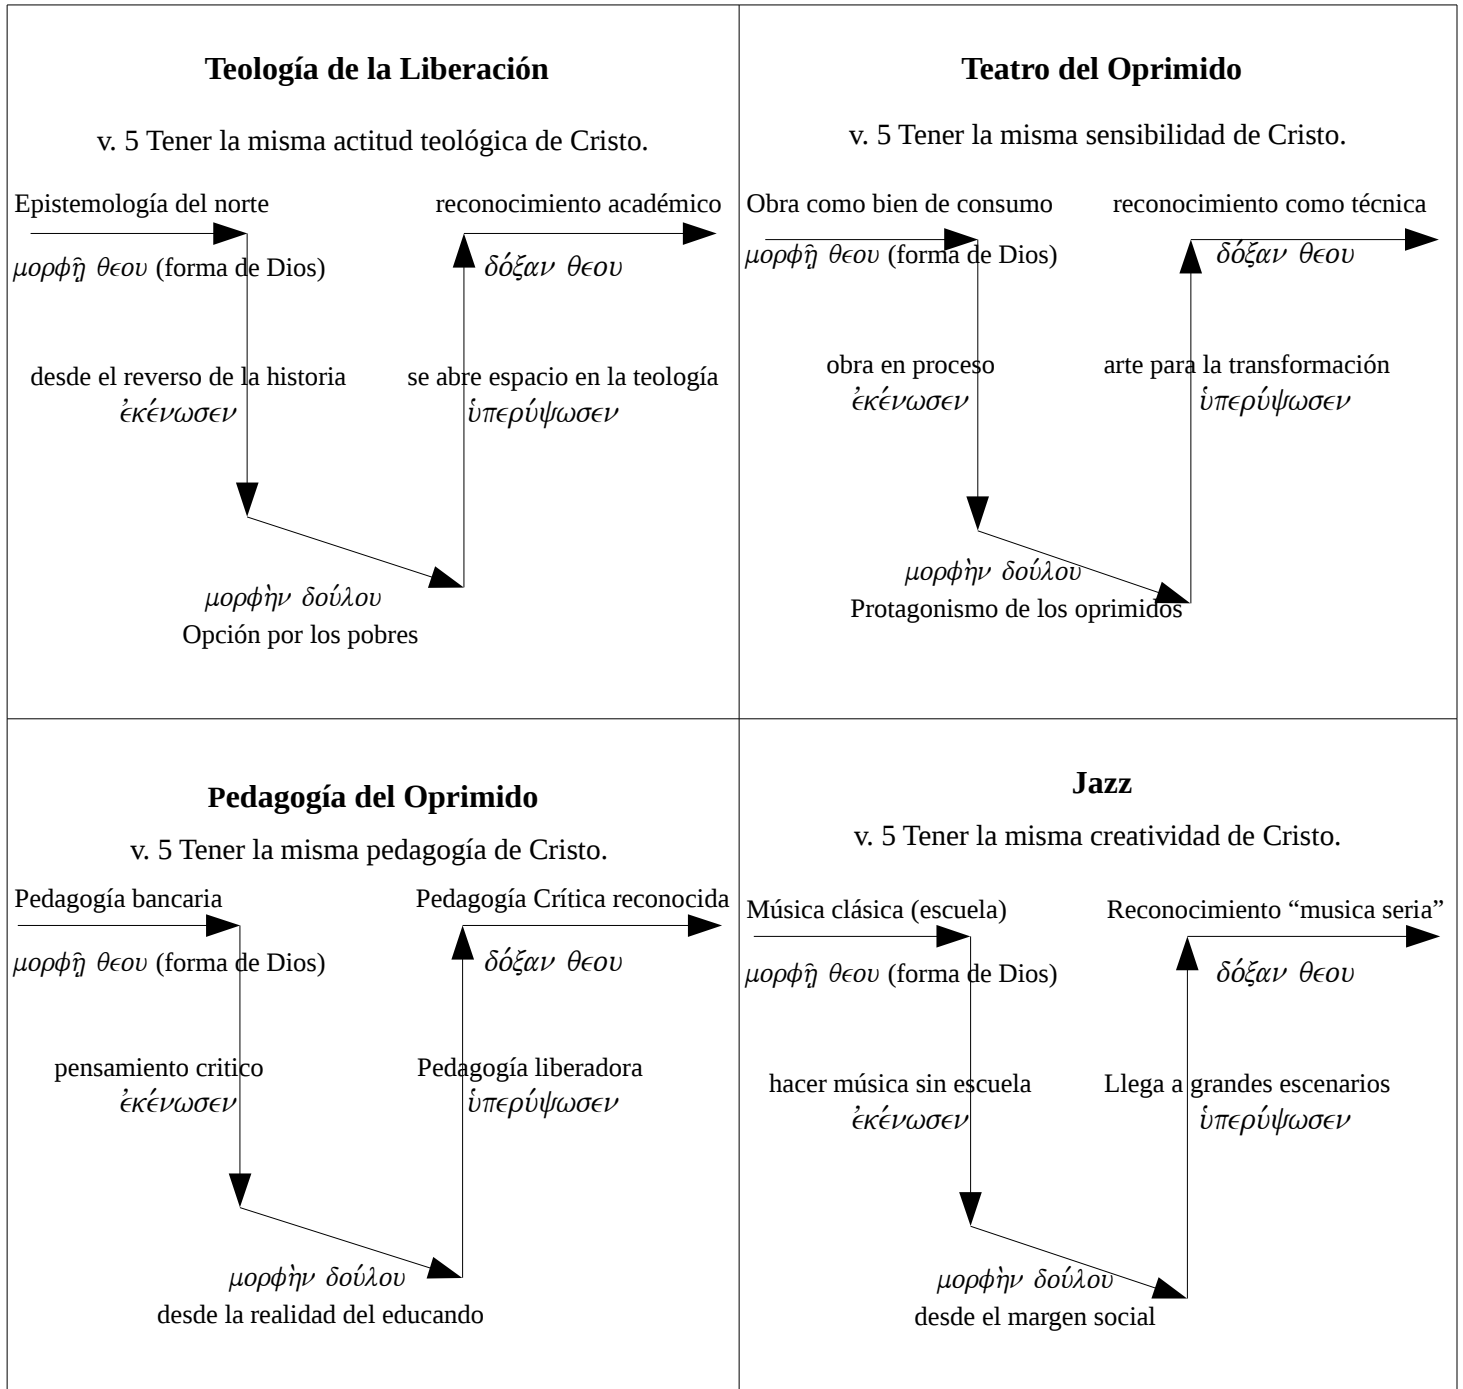 Teología de la Liberación
v. 5 Tener la misma actitud teológica de Cristo.
Epistemología del norte
reconocimiento académico
μορφῇ θεου (forma de Dios)
δόξαν θεου
desde el reverso de la historia
se abre espacio en la teología
ἐκένωσεν
ὑπερύψωσεν
μορφὴν δούλου
Opción por los pobres
Teatro del Oprimido
v. 5 Tener la misma sensibilidad de Cristo.
Obra como bien de consumo
reconocimiento como técnica
μορφῇ θεου (forma de Dios)
δόξαν θεου
obra en proceso
arte para la transformación
ἐκένωσεν
ὑπερύψωσεν
μορφὴν δούλου
Protagonismo de los oprimidos
Pedagogía del Oprimido
v. 5 Tener la misma pedagogía de Cristo.
Pedagogía bancaria
Pedagogía Crítica reconocida
μορφῇ θεου (forma de Dios)
δόξαν θεου
pensamiento critico
Pedagogía liberadora
ἐκένωσεν
ὑπερύψωσεν
μορφὴν δούλου
desde la realidad del educando
Jazz
v. 5 Tener la misma creatividad de Cristo.
Música clásica (escuela)
Reconocimiento “musica seria”
μορφῇ θεου (forma de Dios)
δόξαν θεου
hacer música sin escuela
Llega a grandes escenarios
ἐκένωσεν
ὑπερύψωσεν
μορφὴν δούλου
desde el margen social